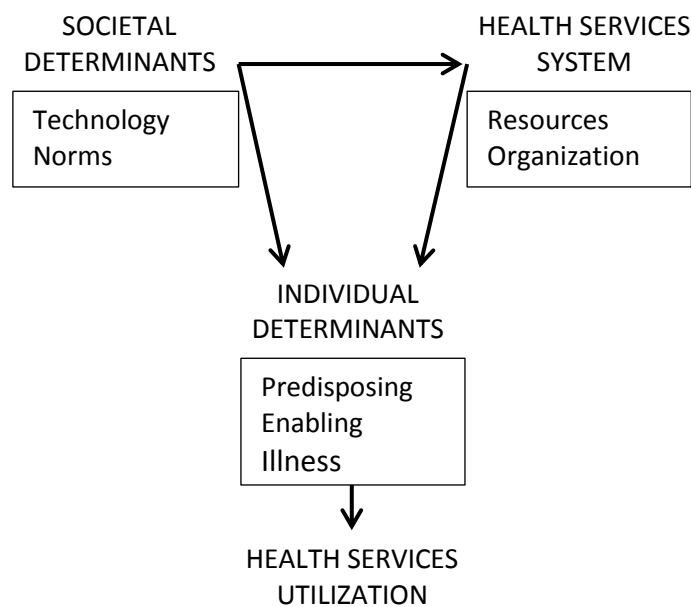 SOCIETAL
DETERMINANTS
Technology
Norms
HEALTH SERVICES
SYSTEM
Resources
Organization
INDIVIDUAL
DETERMINANTS
Predisposing
Enabling
Illness
HEALTH SERVICES
UTILIZATION